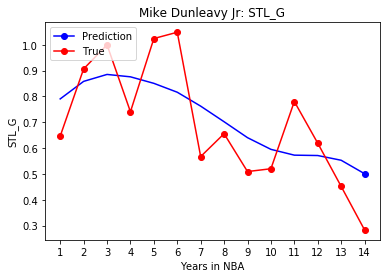 Mike Dunleavy Jr: STL_G
Prediction
True
1.0
0.9
0.8
0.7
0.6
0.5
0.4
0.3
STL_G
1 2 3 4 5 6 7 8 9 10 11 12 13 14
Years in NBA